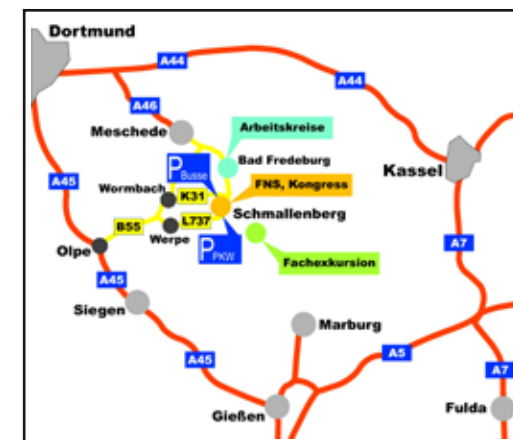 Dortmund
A44
A44
A46
Arbeitskreise
Meschede
Bad Fredeburg
P Busse
Kassel
A45
FNS, Kongress
Wormbach
K31
Schmallenberg
L737
B55
Werpe
A7
Olpe
P PKW
Fachexkursion
A45
Siegen
Marburg
A45
A5
A7
Gießen
Fulda